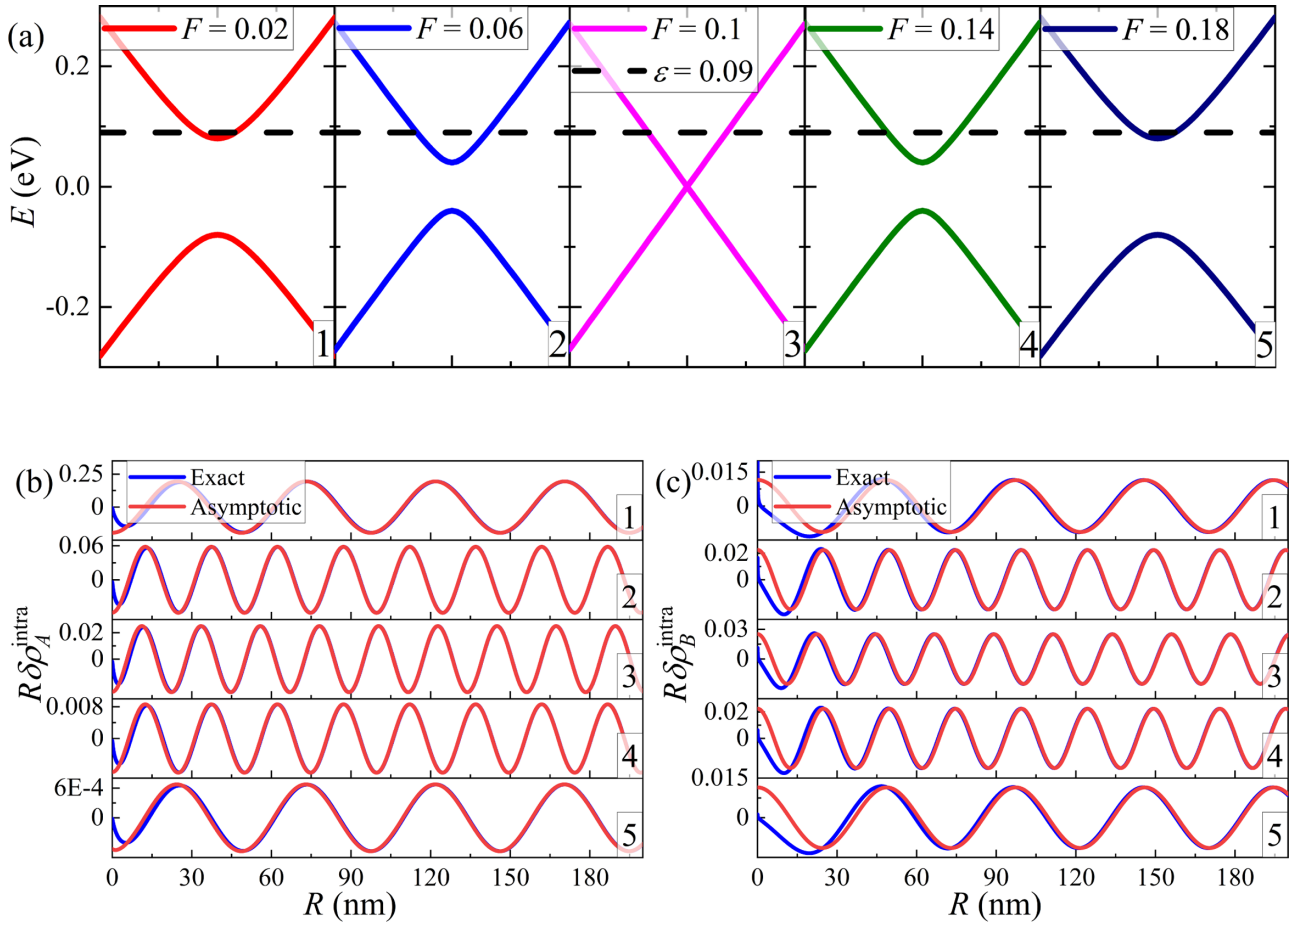 (a)
F = 0.02
F = 0.06
F = 0.1
F = 0.14
F = 0.18
ε = 0.09
E (eV)
0.2
0.0
-0.2
1
2
3
4
5
(b)
Exact
Asymptotic
RδρAintra
0.25
0
1
0.06
0
2
0.02
0
3
0.008
0
4
6E-4
0
5
0 30 60 90 120 150 180
R (nm)
(c)
Exact
Asymptotic
RδρBintra
0.015
0
1
0.02
0
2
0.03
0
3
0.02
0
4
0.015
0
5
0 30 60 90 120 150 180
R (nm)